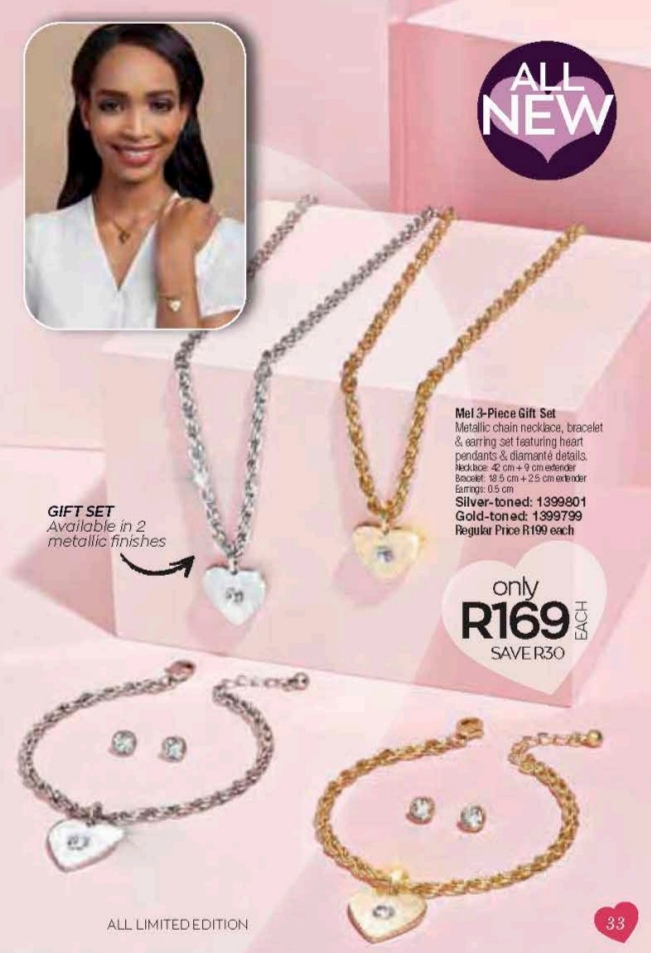 ALL
NEW
Mel 3-Piece Gift Set
Metallic chain necklace, bracelet
& earring set featuring heart
pendants & diamanté details.
Necklace: 42 cm + 9 cm extender
Bracelet: 18.5 cm + 2.5 cm extender
Earrings: 0.5 cm
Silver-toned: 1399801
Gold-toned: 1399799
Regular Price R199 each
GIFT SET
Available in 2
metallic finishes
only
R169 EACH
SAVE R30
ALL LIMITED EDITION
33